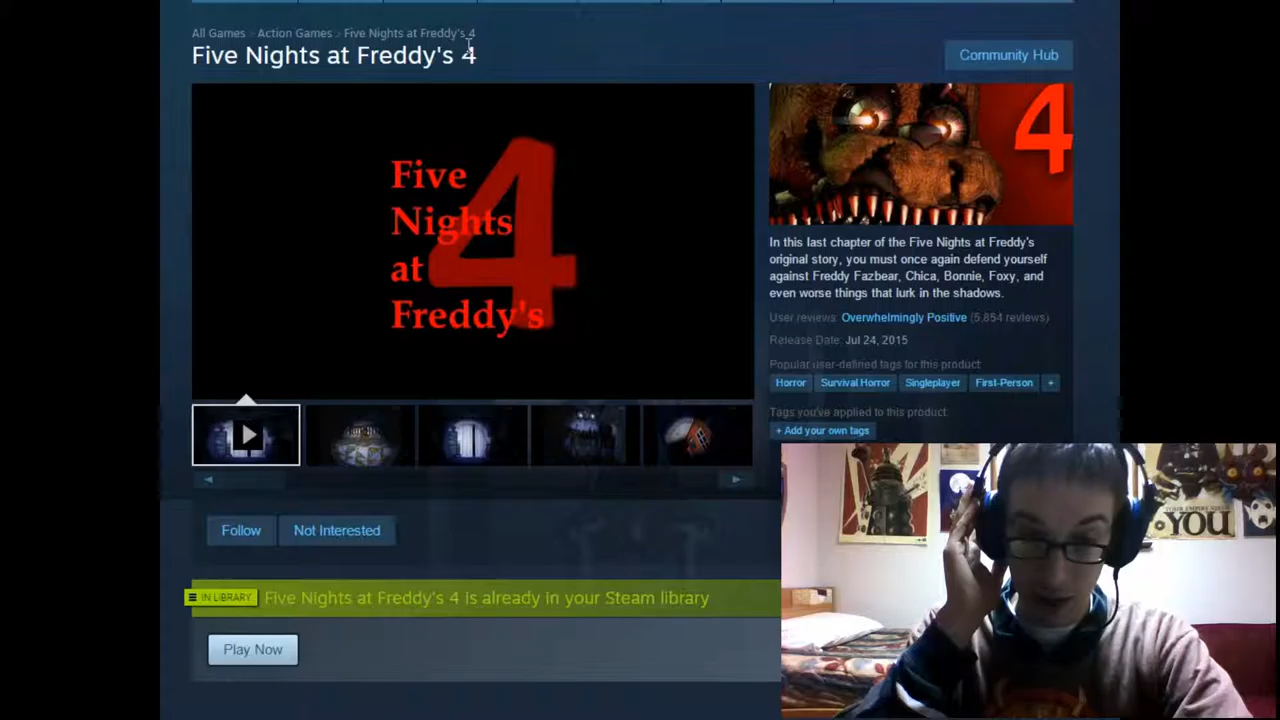 All Games > Action Games > Five Nights at Freddy's 4
Five Nights at Freddy's 4
Community Hub
Five
Nights
at
Freddy's
4
4
In this last chapter of the Five Nights at Freddy's
original story, you must once again defend yourself
against Freddy Fazbear, Chica, Bonnie, Foxy, and
even worse things that lurk in the shadows.
User reviews: Overwhelmingly Positive (5,854 reviews)
Release Date: Jul 24, 2015
Popular user-defined tags for this product:
Horror Survival Horror Singleplayer First-Person +
Tags you've applied to this product:
+ Add your own tags
Follow Not Interested
IN LIBRARY Five Nights at Freddy's 4 is already in your Steam library
Play Now
YOUR EMPIRE
YOU